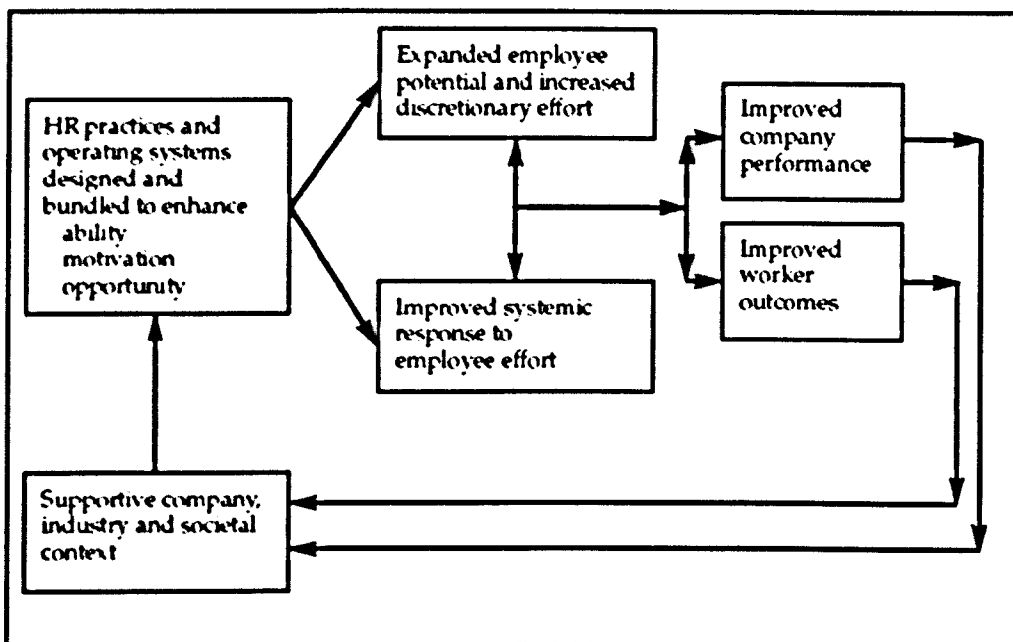 HR practices and
operating systems
designed and
bundled to enhance
ability
motivation
opportunity
Expanded employee
potential and increased
discretionary effort
Improved systemic
response to
employee effort
Improved
company
performance
Improved
worker
outcomes
Supportive company,
industry and societal
context